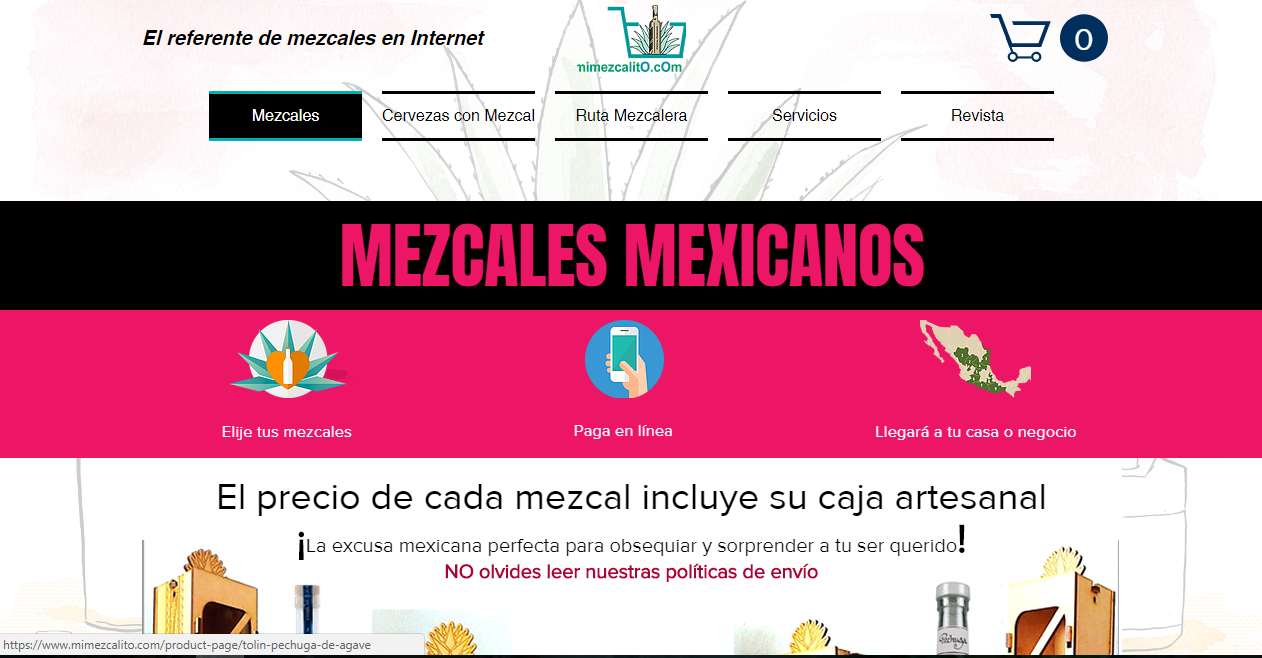 El referente de mezcales en Internet
mimezcalitO.cOm
0
Mezcales
Cervezas con Mezcal
Ruta Mezcalera
Servicios
Revista
MEZCALES MEXICANOS
Elije tus mezcales
Paga en línea
Llegará a tu casa o negocio
El precio de cada mezcal incluye su caja artesanal
¡La excusa mexicana perfecta para obsequiar y sorprender a tu ser querido!
NO olvides leer nuestras políticas de envío
Pechuga
https://www.mimezcalito.com/product-page/tolin-pechuga-de-agave